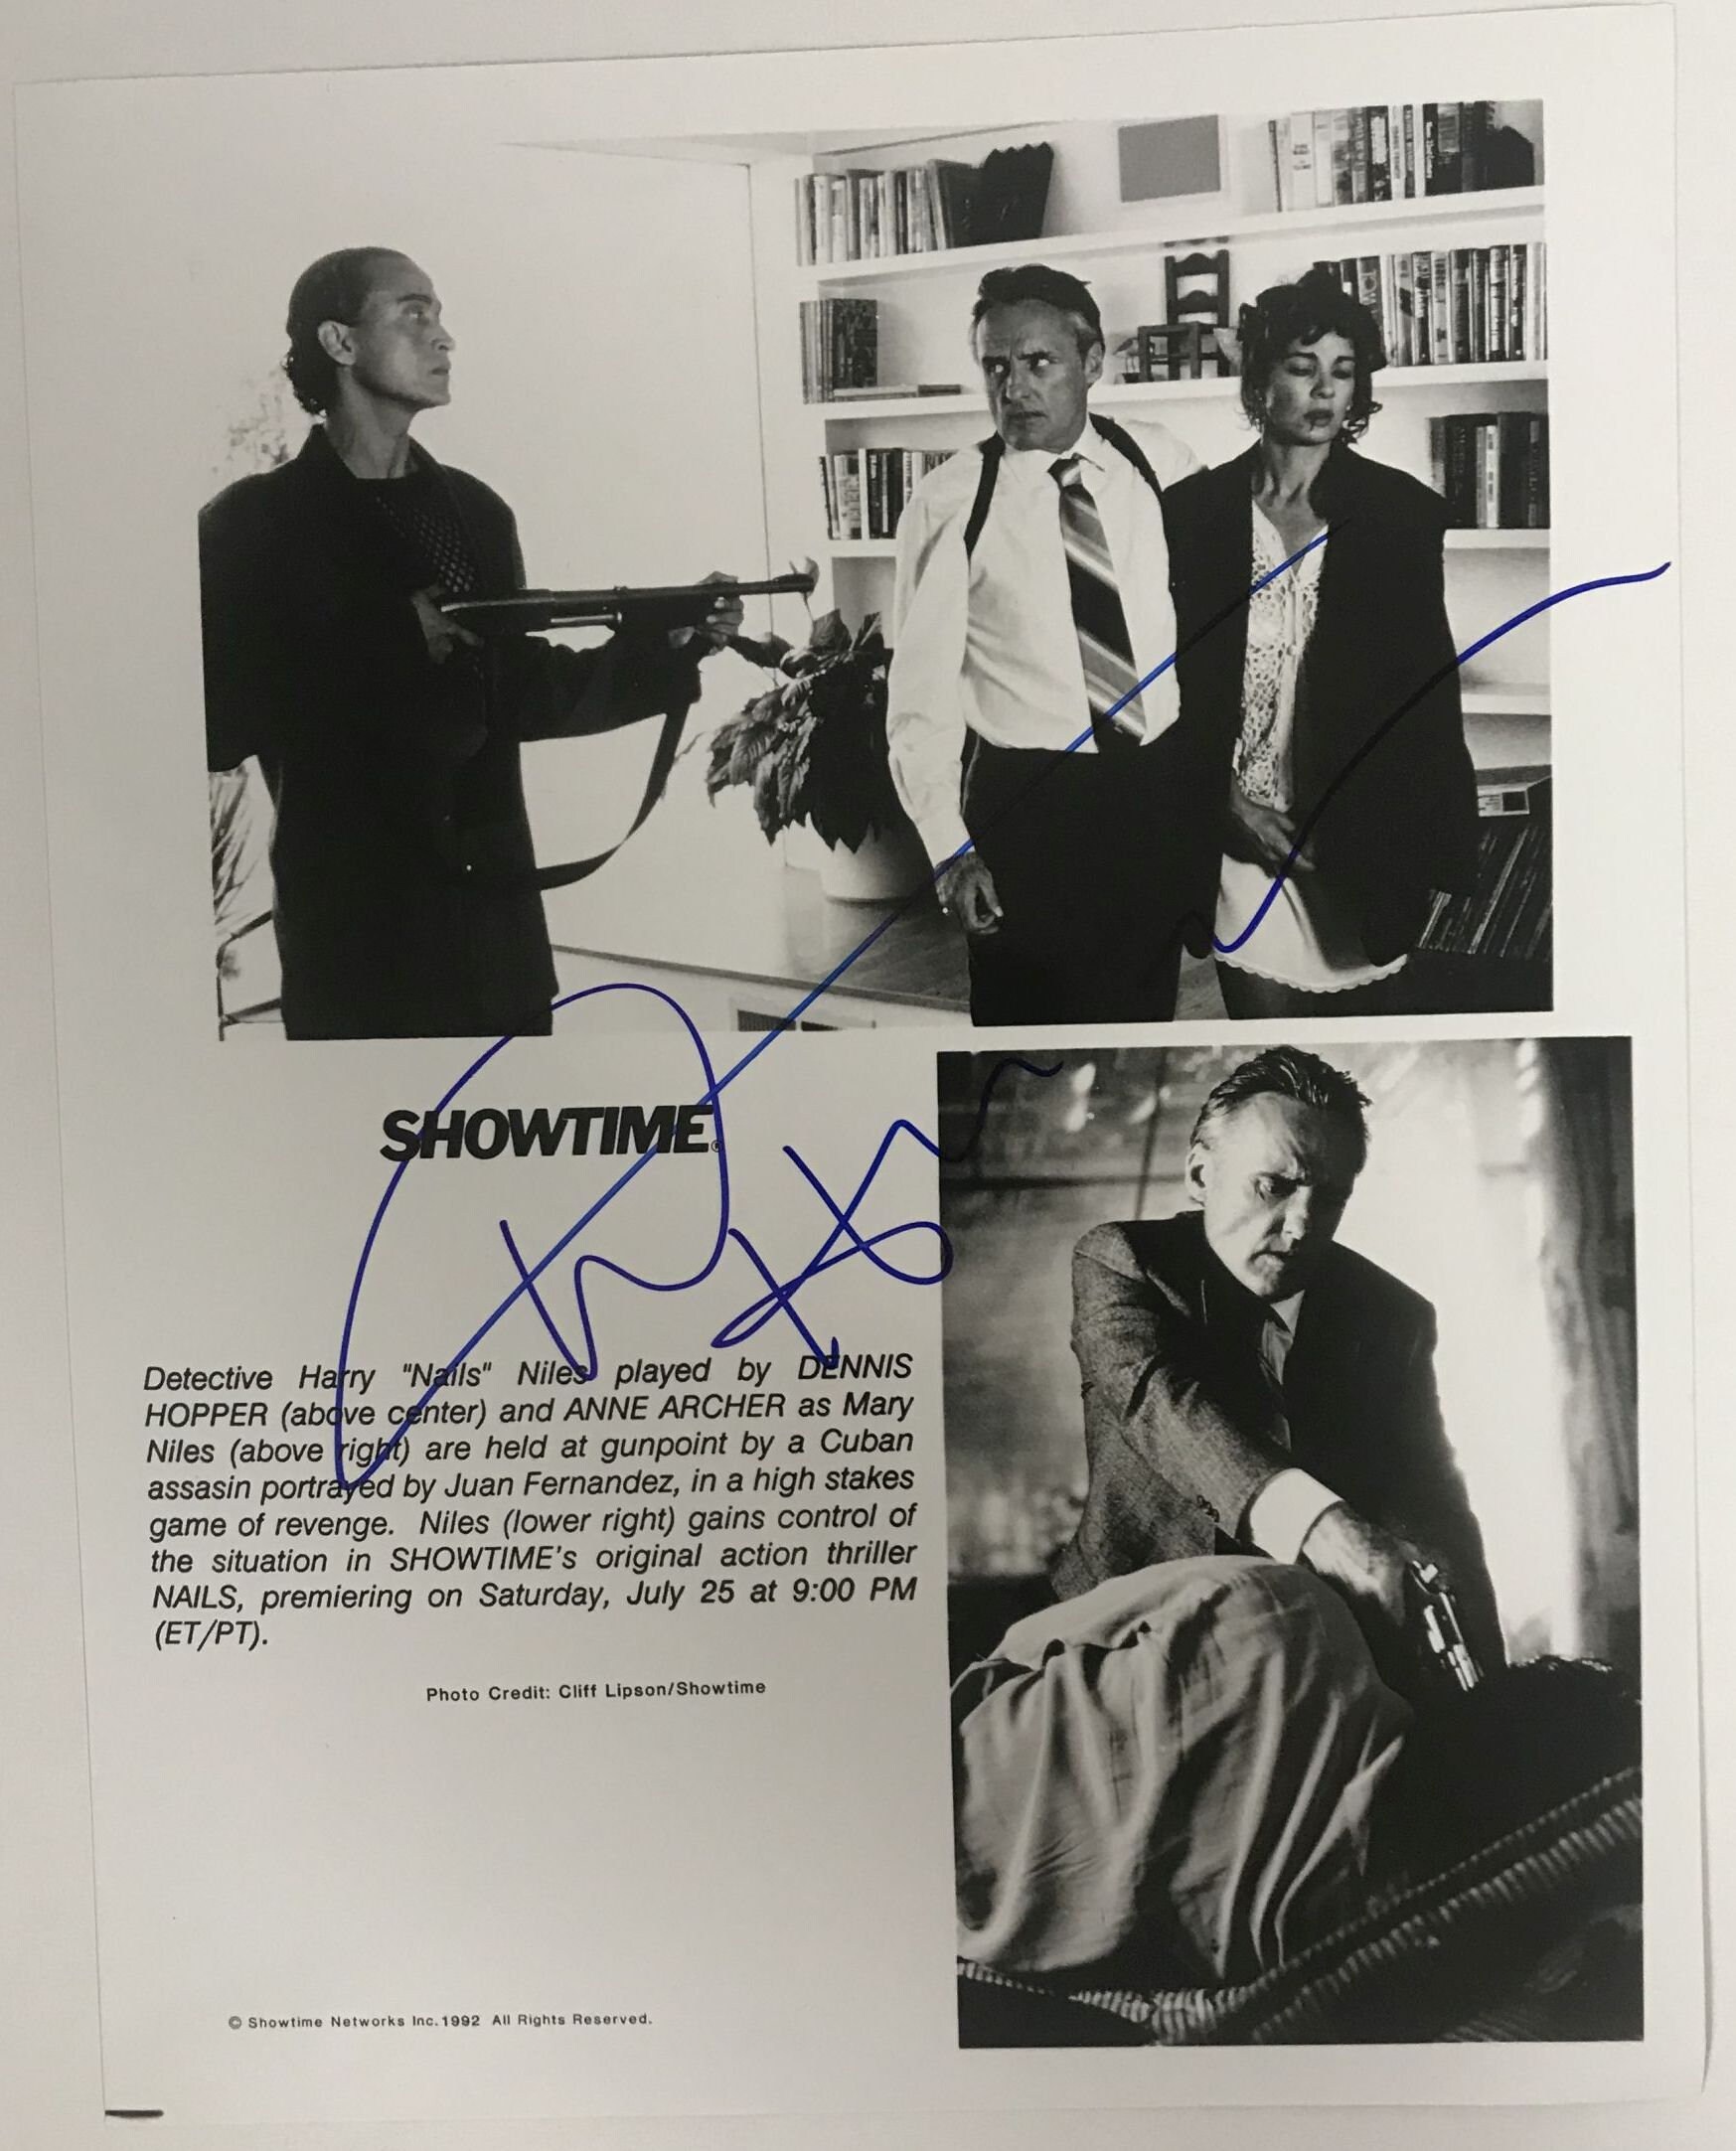 SHOWTIME®
Detective Harry "Nails" Niles played by DENNIS
HOPPER (above center) and ANNE ARCHER as Mary
Niles (above right) are held at gunpoint by a Cuban
assasin portrayed by Juan Fernandez, in a high stakes
game of revenge. Niles (lower right) gains control of
the situation in SHOWTIME's original action thriller
NAILS, premiering on Saturday, July 25 at 9:00 PM
(ET/PT).
Photo Credit: Cliff Lipson/Showtime
© Showtime Networks Inc. 1992 All Rights Reserved.